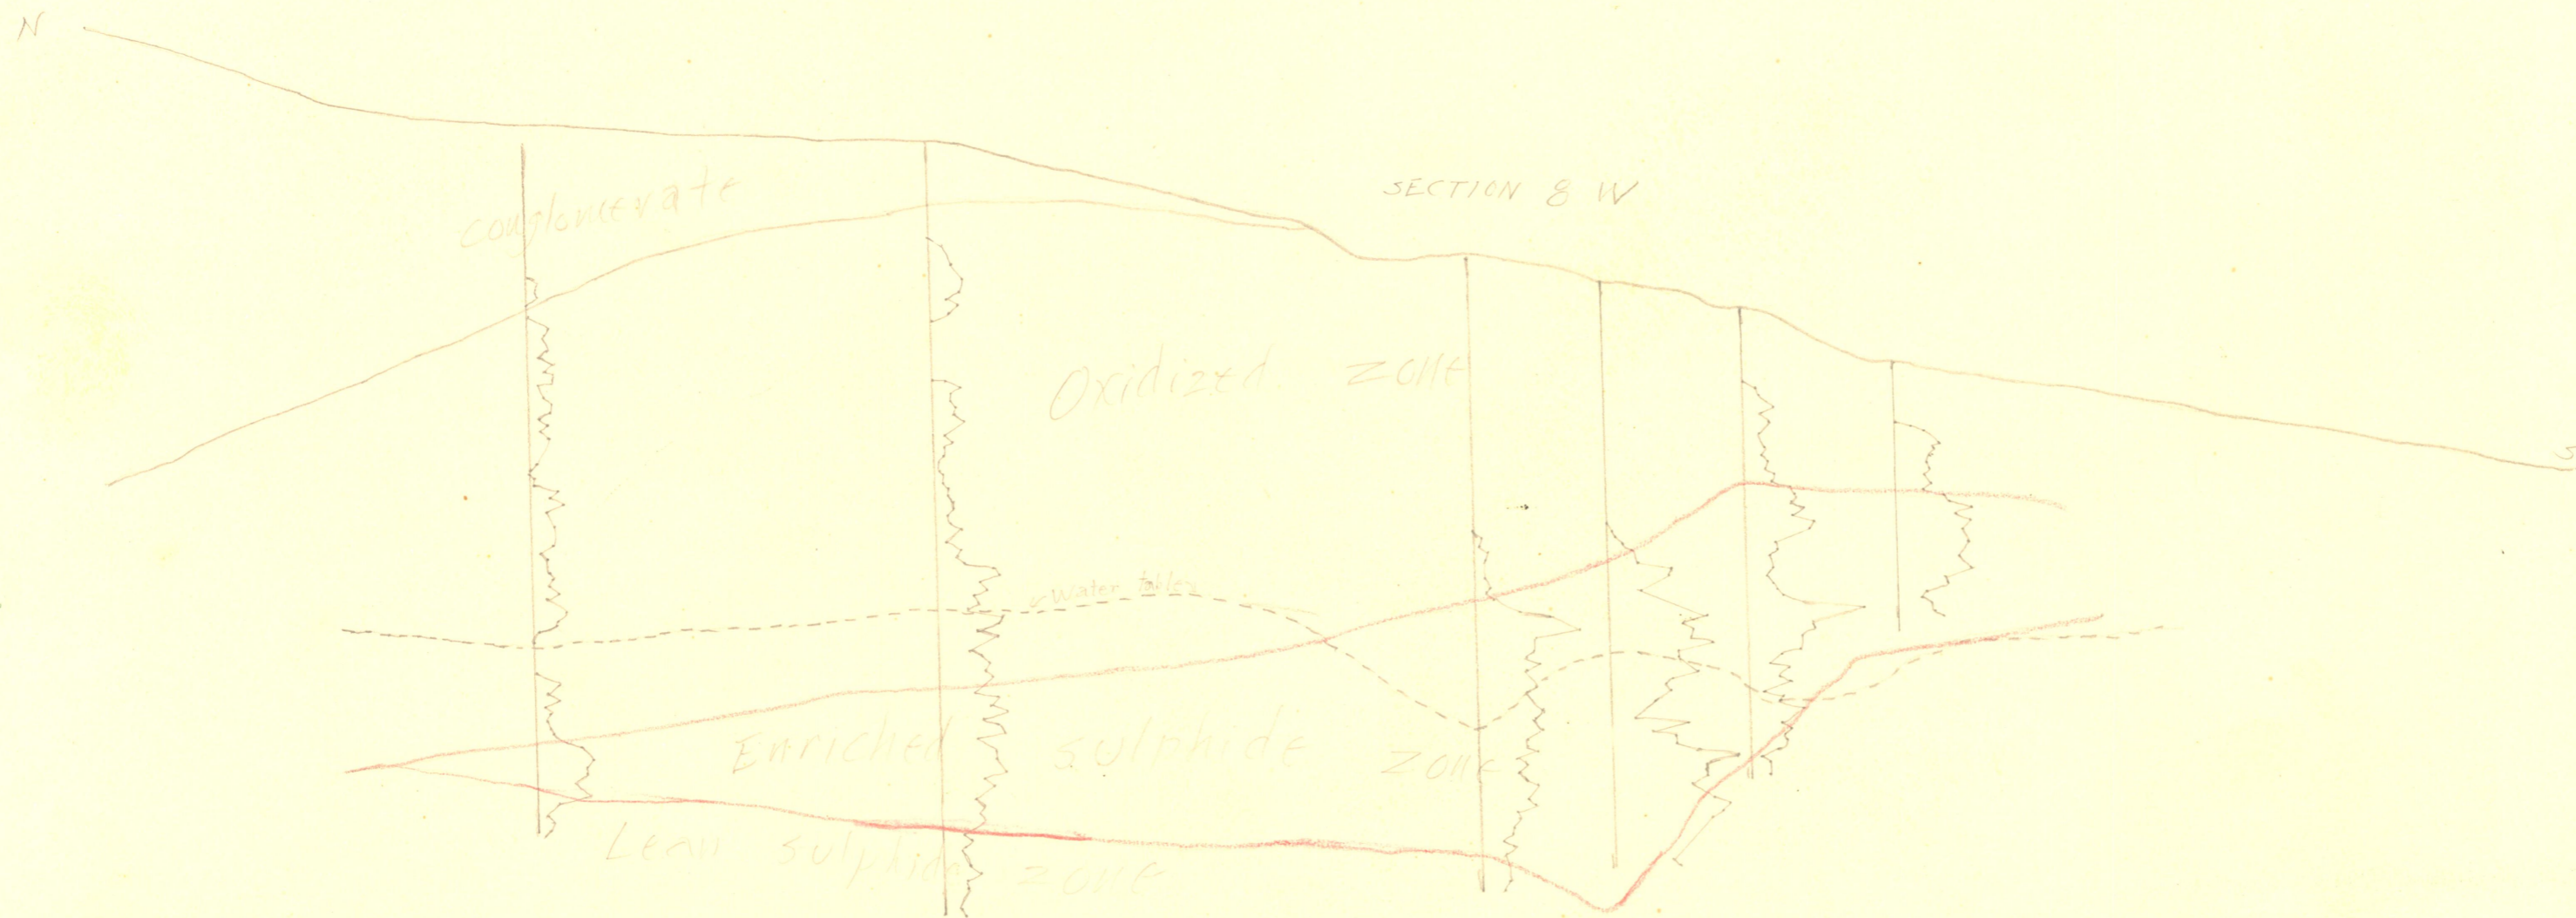 N
SECTION 8 W
conglomerate
Oxidized zone
S
Water table
Enriched sulphide zone
Lean sulphide zone